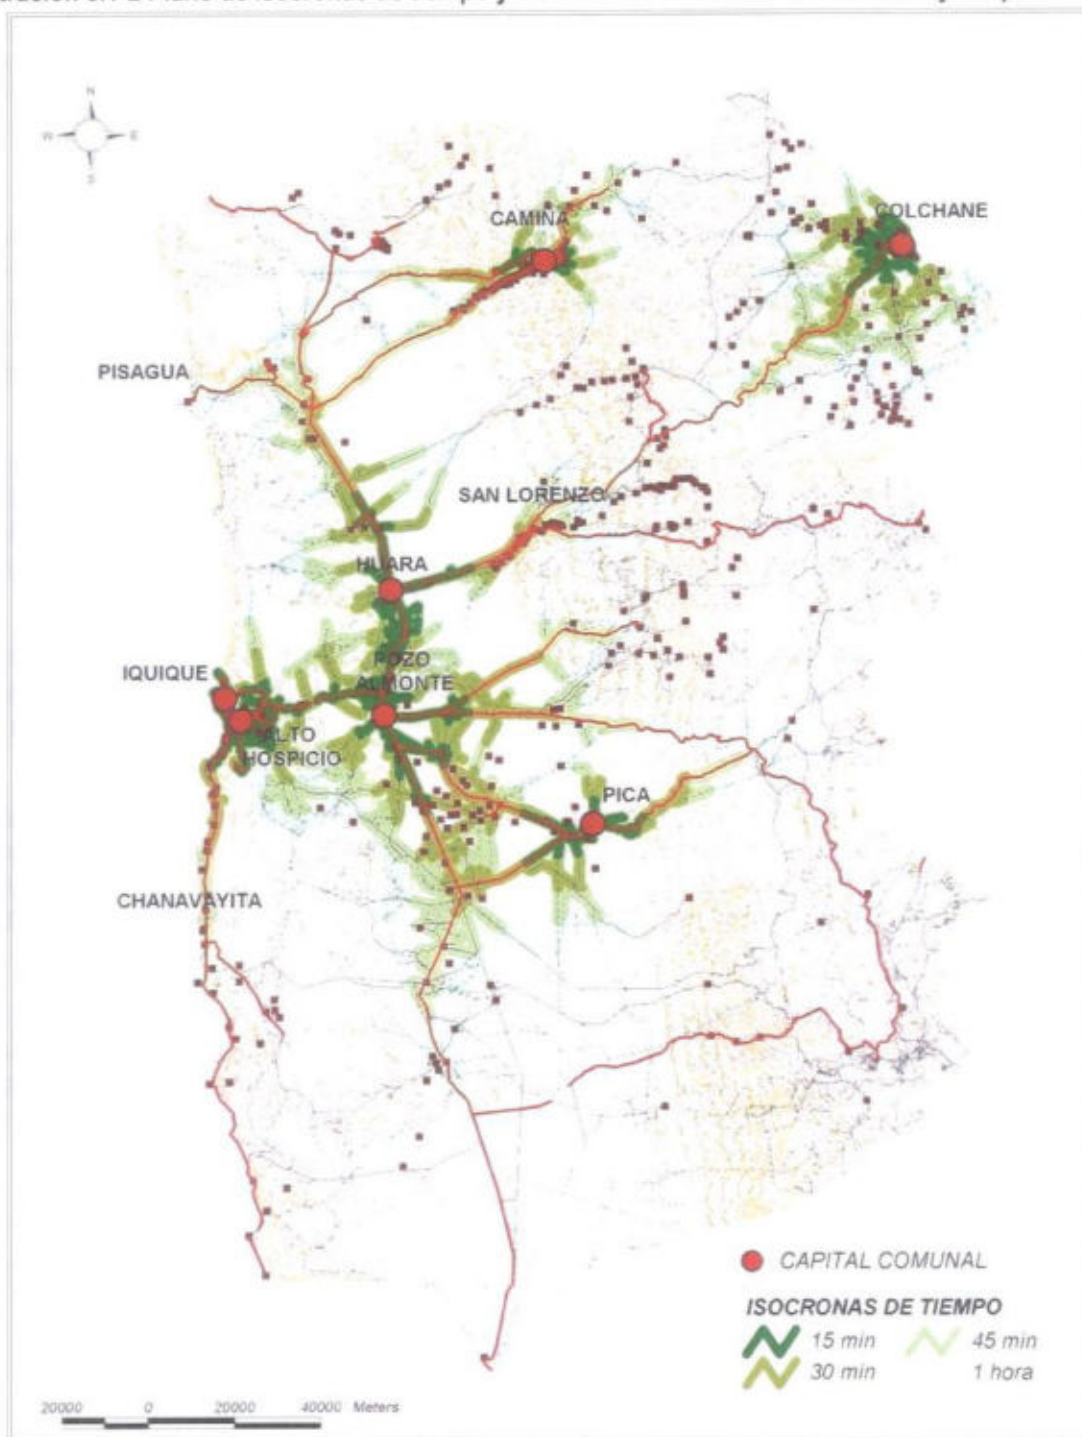 N
W E
S
CAMINA
COLCHANE
PISAGUA
SAN LORENZO
HUARA
IQUIQUE
POZO
ALMONTE
ALTO
HOSPICIO
PICA
CHANAVAYITA
CAPITAL COMUNAL
ISOCRONAS DE TIEMPO
15 min 45 min
30 min 1 hora
20000 0 20000 40000 Meters